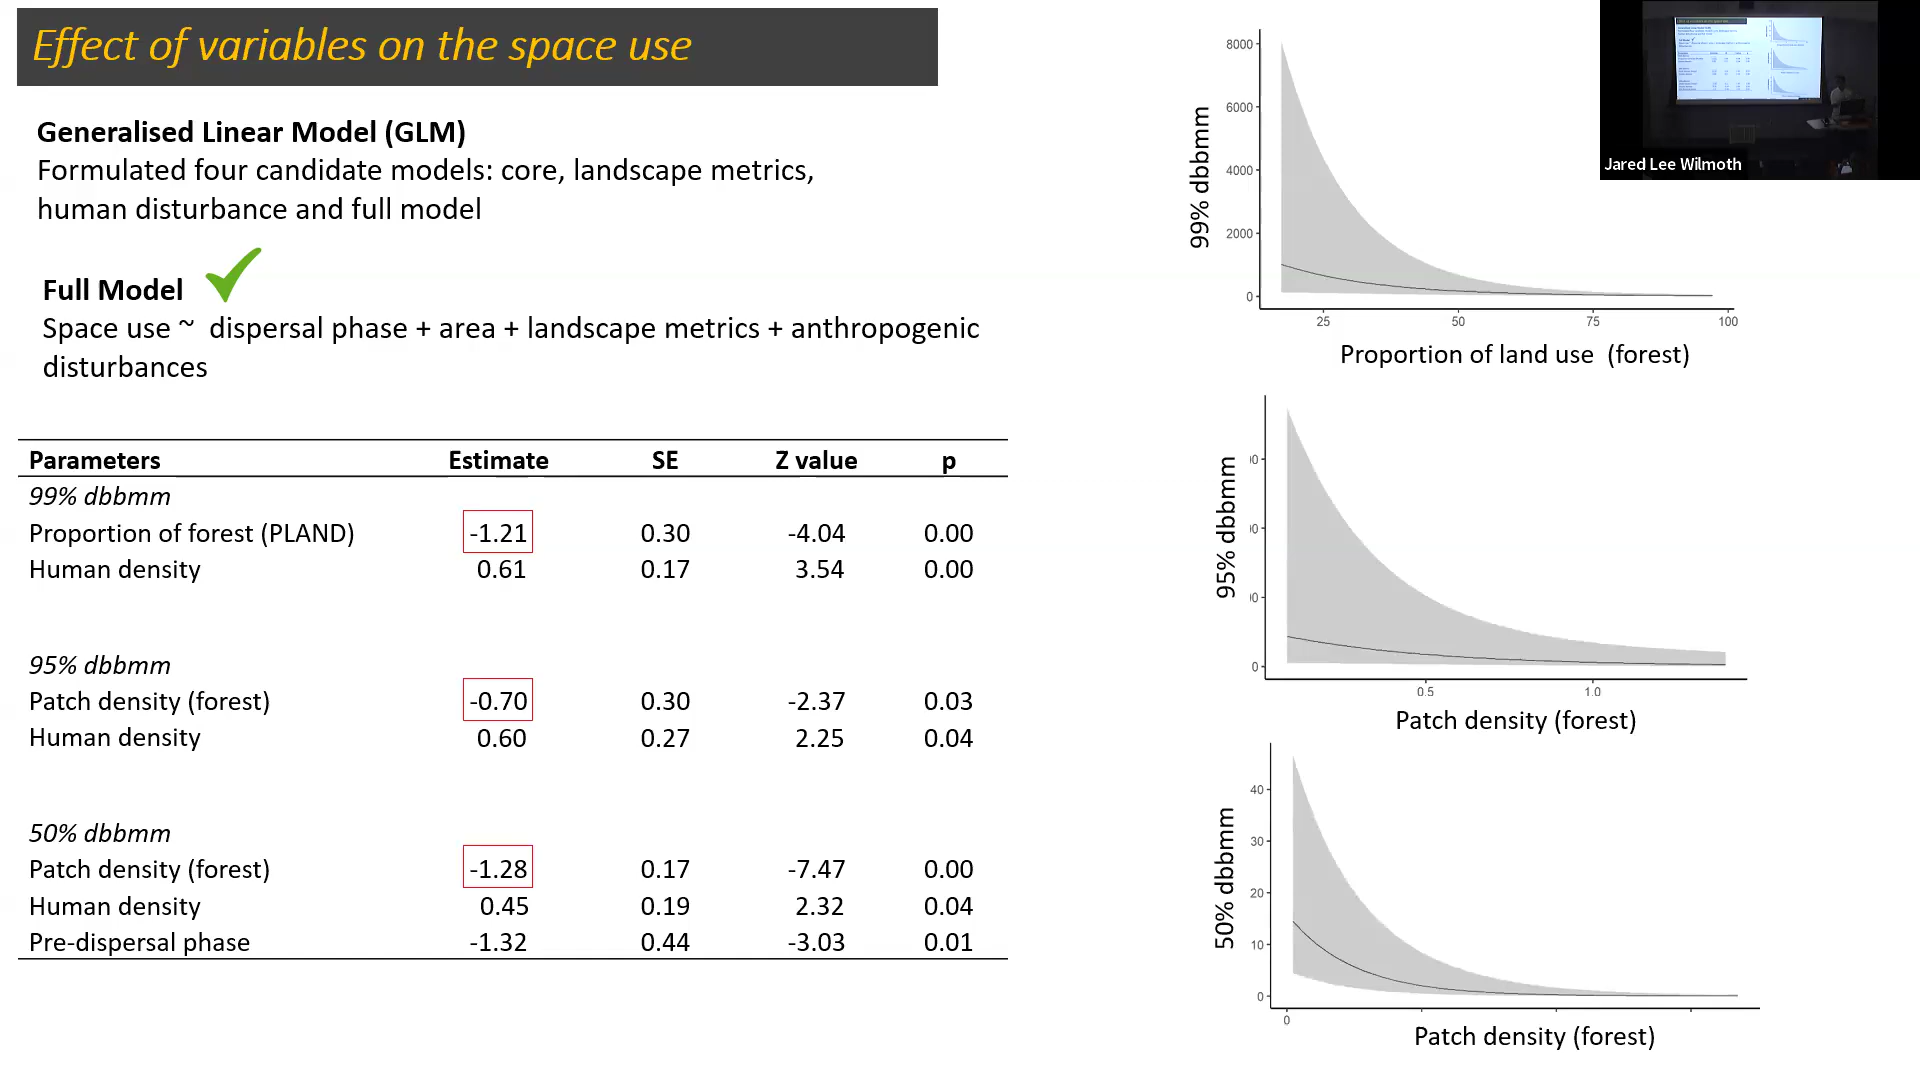 Effect of variables on the space use
Generalised Linear Model (GLM)
Formulated four candidate models: core, landscape metrics,
human disturbance and full model
Full Model
Space use ~ dispersal phase + area + landscape metrics + anthropogenic
disturbances
Parameters Estimate SE Z value p
99% dbbmm
Proportion of forest (PLAND) -1.21 0.30 -4.04 0.00
Human density 0.61 0.17 3.54 0.00
95% dbbmm
Patch density (forest) -0.70 0.30 -2.37 0.03
Human density 0.60 0.27 2.25 0.04
50% dbbmm
Patch density (forest) -1.28 0.17 -7.47 0.00
Human density 0.45 0.19 2.32 0.04
Pre-dispersal phase -1.32 0.44 -3.03 0.01
99% dbbmm
8000
6000
4000
2000
0
25 50 75 100
Proportion of land use (forest)
95% dbbmm
0
0
0
0
0.5 1.0
Patch density (forest)
50% dbbmm
40
30
20
10
0
0
Patch density (forest)
Jared Lee Wilmoth